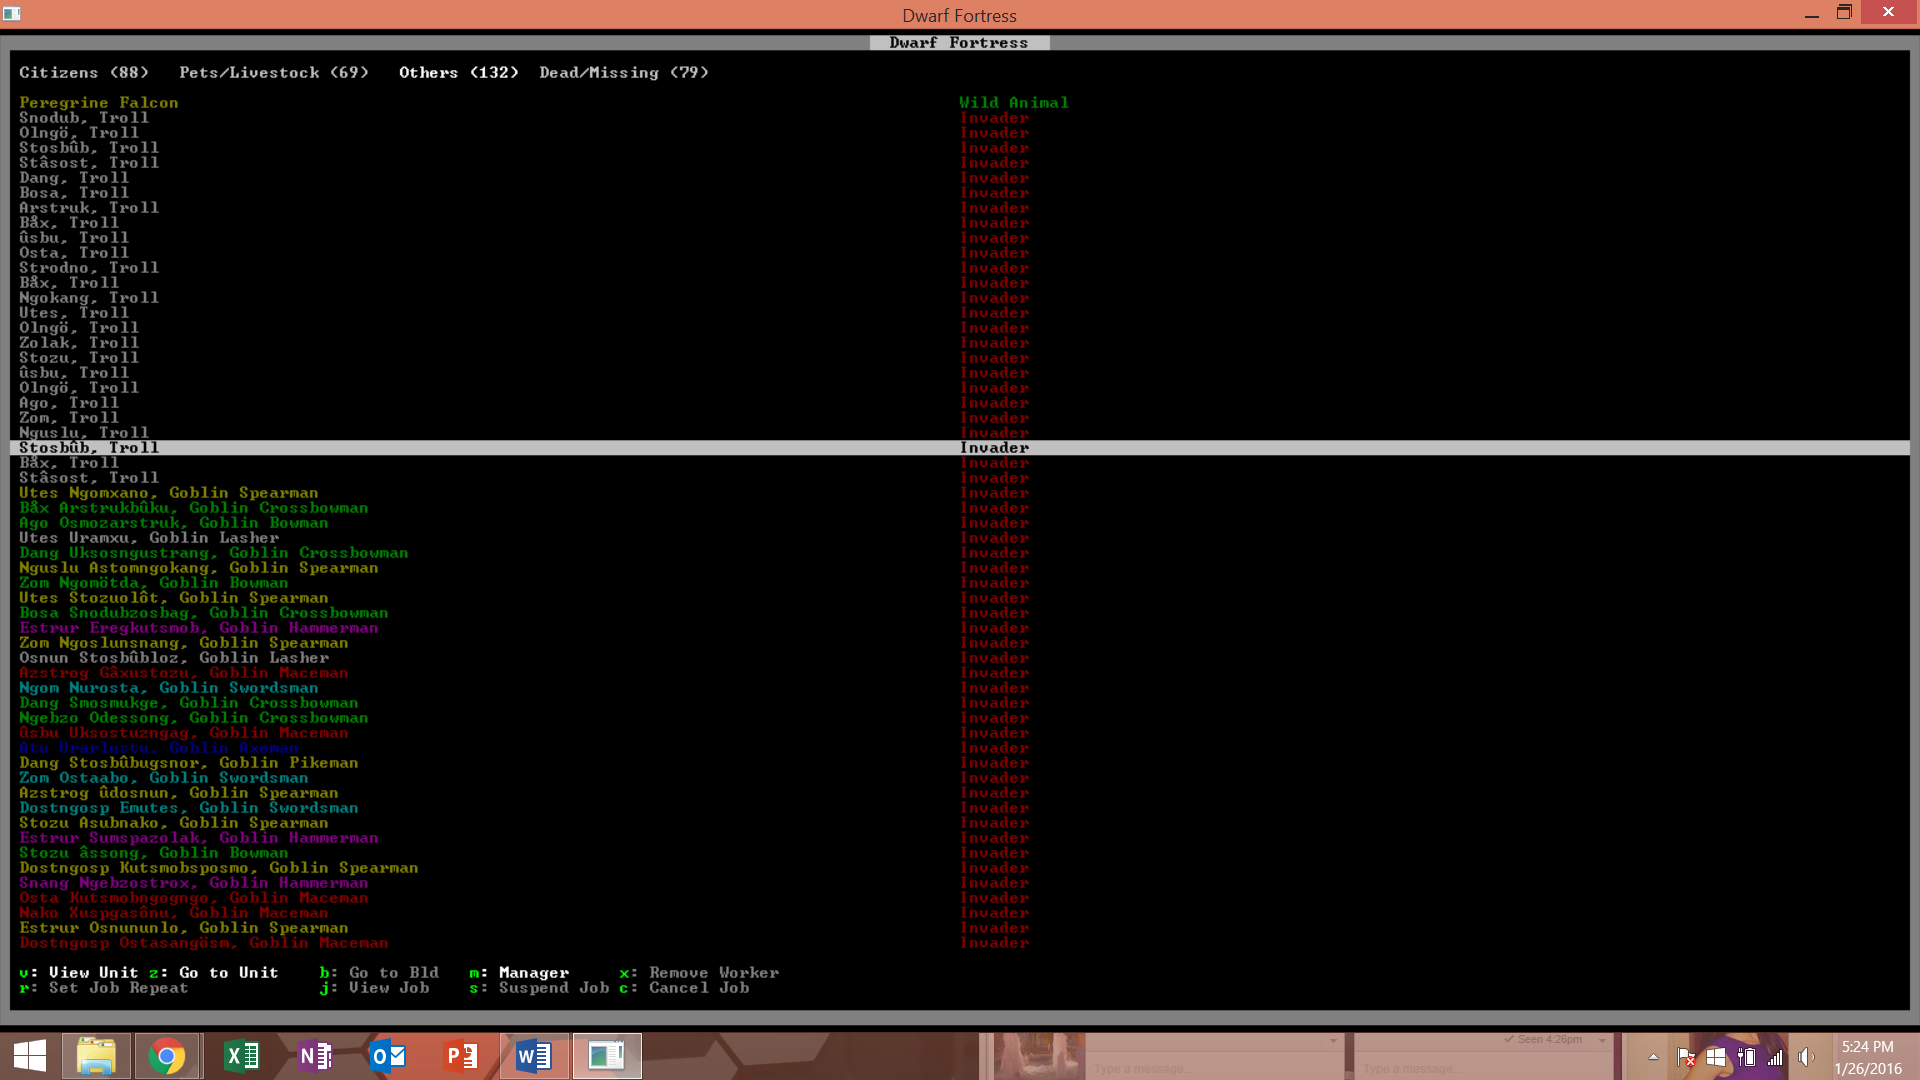 Dwarf Fortress
Dwarf Fortress
Citizens (88) Pets/Livestock (69) Others (132) Dead/Missing (79)
Peregrine Falcon Wild Animal
Snodub, Troll Invader
Olngö, Troll Invader
Stosbûb, Troll Invader
Stâsost, Troll Invader
Dang, Troll Invader
Bosa, Troll Invader
Arstruk, Troll Invader
Båx, Troll Invader
ûsbu, Troll Invader
Osta, Troll Invader
Strodno, Troll Invader
Båx, Troll Invader
Ngokang, Troll Invader
Utes, Troll Invader
Olngö, Troll Invader
Zolak, Troll Invader
Stozu, Troll Invader
ûsbu, Troll Invader
Olngö, Troll Invader
Ago, Troll Invader
Zom, Troll Invader
Nguslu, Troll Invader
Stosbûb, Troll Invader
Båx, Troll Invader
Stâsost, Troll Invader
Utes Ngomxano, Goblin Spearman Invader
Båx Arstrukbûku, Goblin Crossbowman Invader
Ago Osmozarstruk, Goblin Bowman Invader
Utes Uramxu, Goblin Lasher Invader
Dang Uksosngustrang, Goblin Crossbowman Invader
Nguslu Astomngokang, Goblin Spearman Invader
Zom Ngomötda, Goblin Bowman Invader
Utes Stozuolôt, Goblin Spearman Invader
Bosa Snodubzosbag, Goblin Crossbowman Invader
Estrur Eregkutsmob, Goblin Hammerman Invader
Zom Ngoslunsnang, Goblin Spearman Invader
Osnun Stosbûbloz, Goblin Lasher Invader
Azstrog Gâxustozu, Goblin Maceman Invader
Ngom Nurosta, Goblin Swordsman Invader
Dang Smosmukge, Goblin Crossbowman Invader
Ngebzo Odessong, Goblin Crossbowman Invader
ûsbu Uksostuzngag, Goblin Maceman Invader
Atu Urarlustu, Goblin Axeman Invader
Dang Stosbûbugsnor, Goblin Pikeman Invader
Zom Ostaabo, Goblin Swordsman Invader
Azstrog ûdosnun, Goblin Spearman Invader
Dostngosp Emutes, Goblin Swordsman Invader
Stozu Asubnako, Goblin Spearman Invader
Estrur Sumspazolak, Goblin Hammerman Invader
Stozu âssong, Goblin Bowman Invader
Dostngosp Kutsmobsposmo, Goblin Spearman Invader
Snang Ngebzostrox, Goblin Hammerman Invader
Osta Kutsmobngogngo, Goblin Maceman Invader
Nako Xuspgasônu, Goblin Maceman Invader
Estrur Osnununlo, Goblin Spearman Invader
Dostngosp Ostasangösm, Goblin Maceman Invader
v: View Unit z: Go to Unit b: Go to Bld m: Manager x: Remove Worker
r: Set Job Repeat j: View Job s: Suspend Job c: Cancel Job
Seen 4:26pm
Type a message...
Type a message...
5:24 PM
1/26/2016